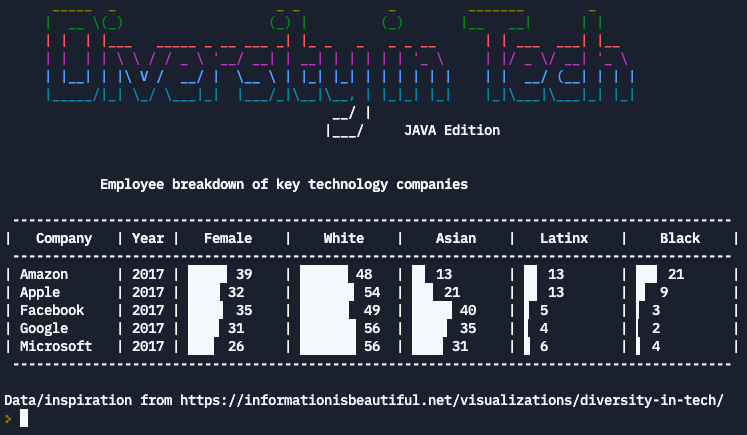 Diversity in Tech
JAVA Edition
Employee breakdown of key technology companies
| Company | Year | Female | White | Asian | Latinx | Black |
| Amazon | 2017 | 39 | 48 | 13 | 13 | 21 |
| Apple | 2017 | 32 | 54 | 21 | 13 | 9 |
| Facebook | 2017 | 35 | 49 | 40 | 5 | 3 |
| Google | 2017 | 31 | 56 | 35 | 4 | 2 |
| Microsoft | 2017 | 26 | 56 | 31 | 6 | 4 |
Data/inspiration from https://informationisbeautiful.net/visualizations/diversity-in-tech/
>